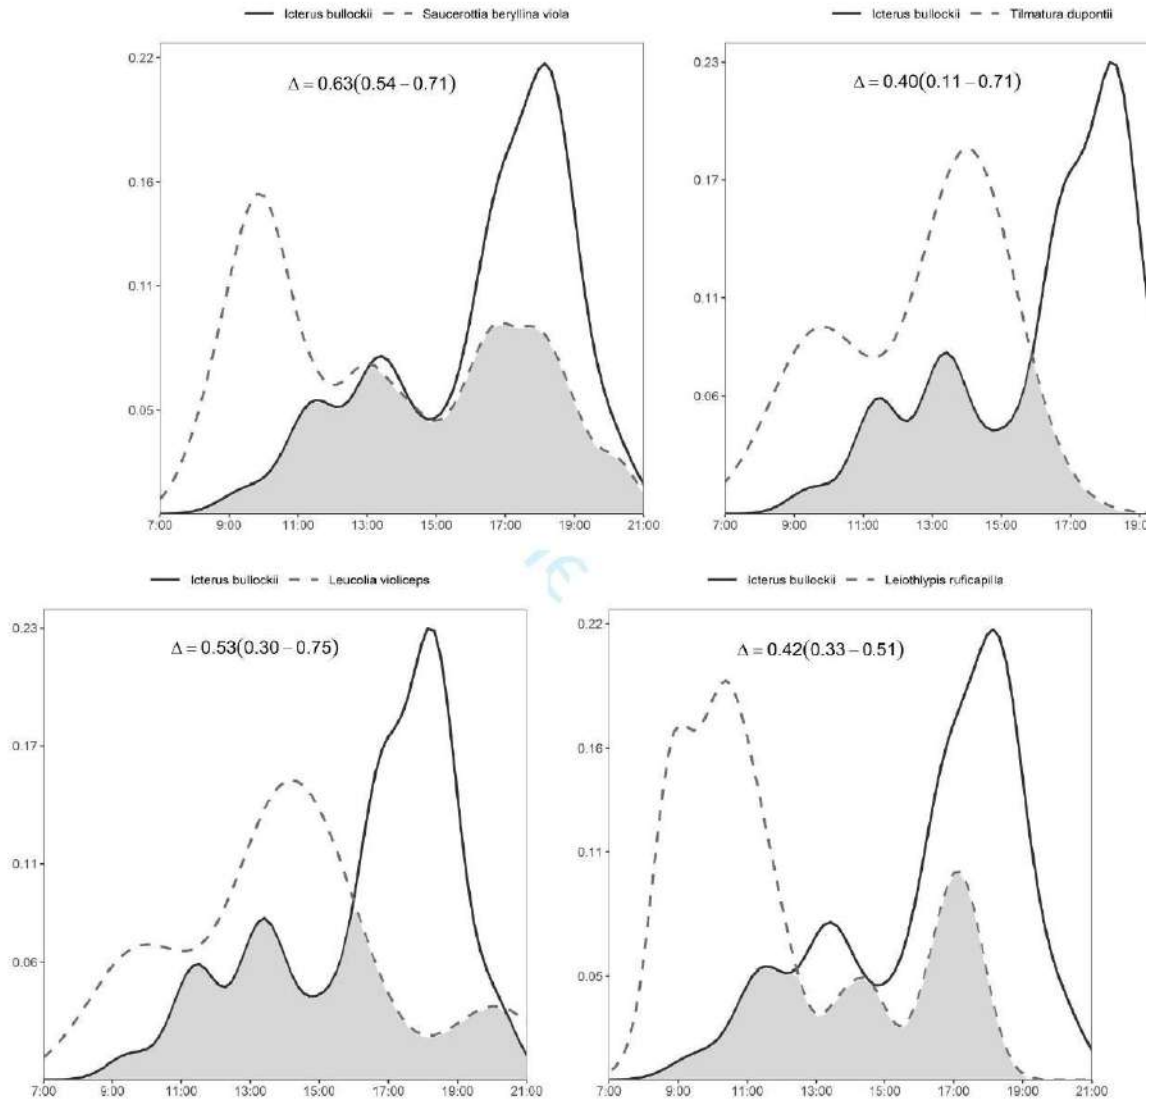 Icterus bullockii Saucerottia beryllina viola
Δ = 0.63(0.54 – 0.71)
0.22
0.16
0.11
0.05
7:00 9:00 11:00 13:00 15:00 17:00 19:00 21:00
Icterus bullockii Tilmatura dupontii
Δ = 0.40(0.11 – 0.71)
0.23
0.17
0.11
0.06
7:00 9:00 11:00 13:00 15:00 17:00
Icterus bullockii Leucolia violiceps
Δ = 0.53(0.30 – 0.75)
0.23
0.17
0.11
0.06
7:00 9:00 11:00 13:00 15:00 17:00 19:00 21:00
Icterus bullockii Leiothlypis ruficapilla
Δ = 0.42(0.33 – 0.51)
0.22
0.16
0.11
0.05
7:00 9:00 11:00 13:00 15:00 17:00 19:00 21:00